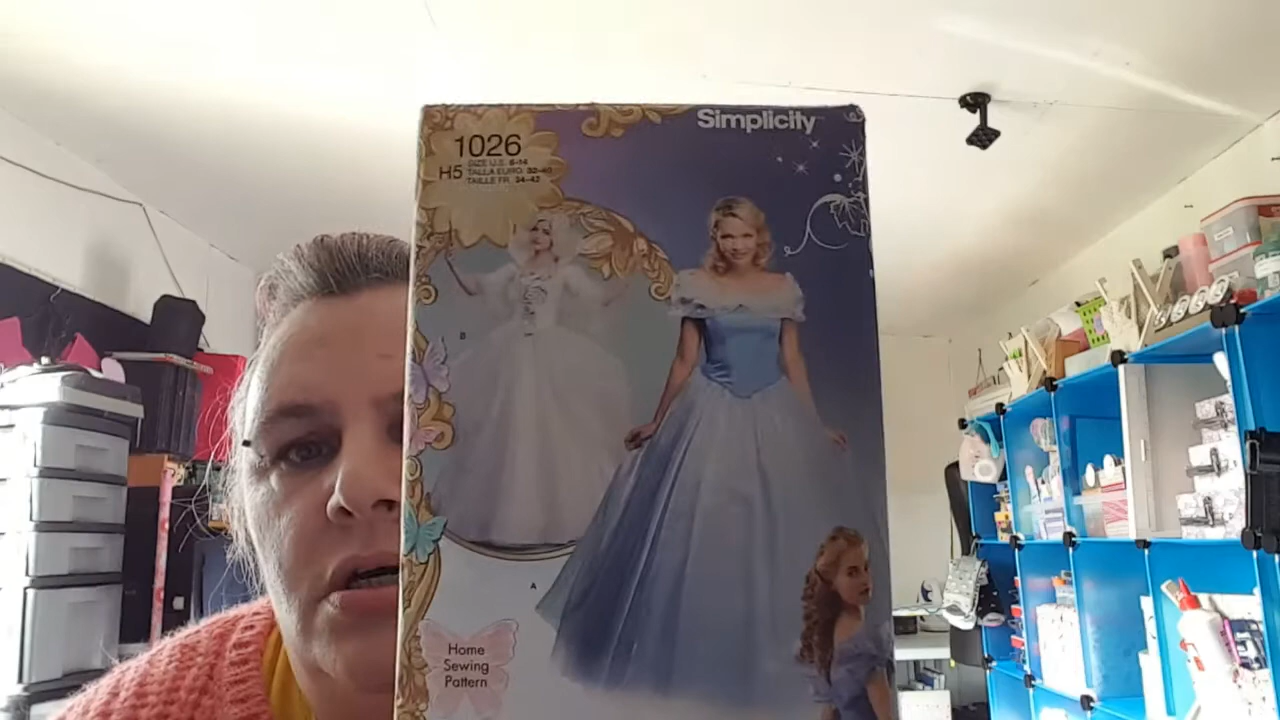 Simplicity
1026
H5
SIZE U.S. 6-14
TALLA EURO. 32-40
TAILLE FR. 34-42
B
A
Home
Sewing
Pattern